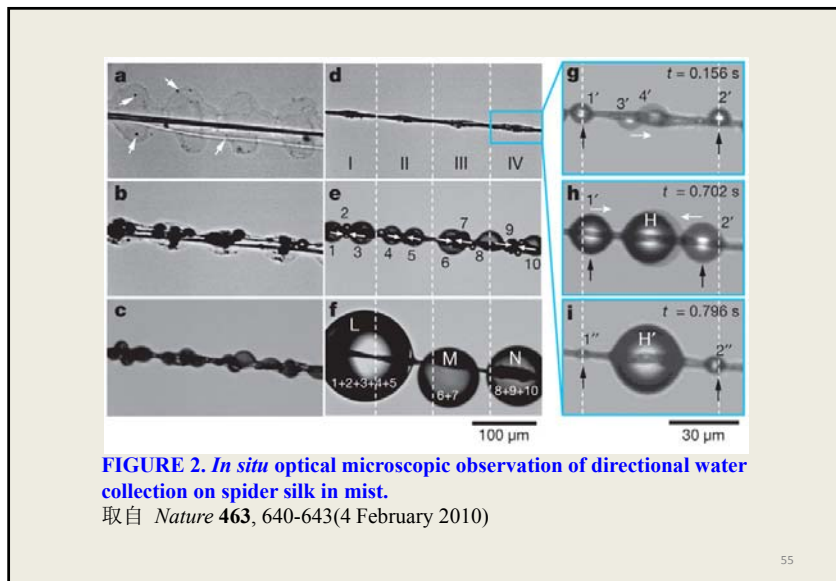 a
d
g
t = 0.156 s
1′
3′
4′
2′
I
II
III
IV
b
e
2
7
9
1
3
4
5
6
8
10
h
t = 0.702 s
1′
H
2′
c
f
L
M
N
1+2+3+4+5
6+7
8+9+10
i
t = 0.796 s
1″
H′
2″
100 µm
30 µm
FIGURE 2. In situ optical microscopic observation of directional water
collection on spider silk in mist.
取自 Nature 463, 640-643(4 February 2010)
55